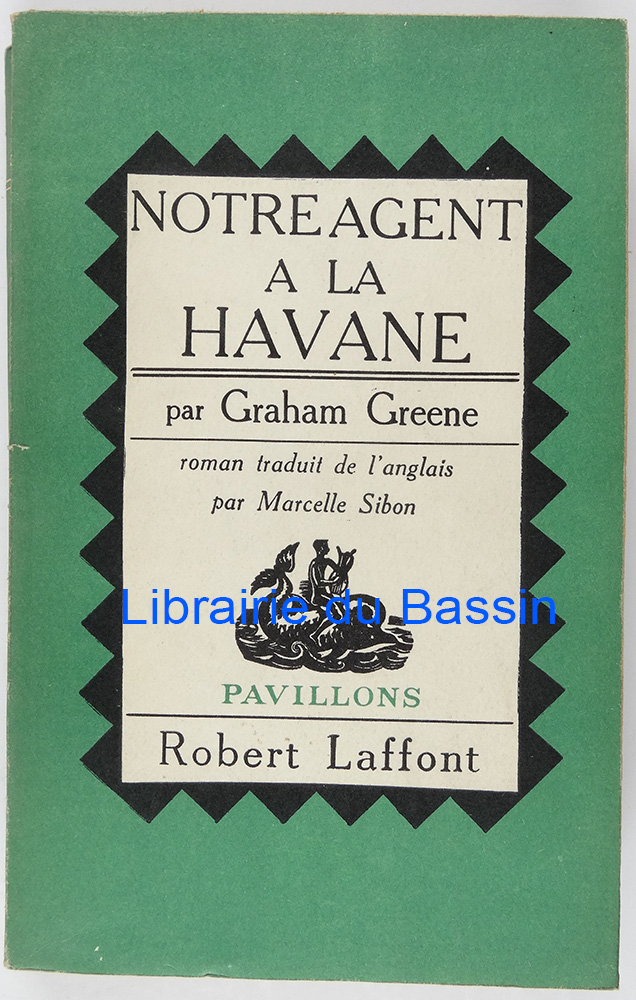 NOTRE AGENT
A LA
HAVANE
par Graham Greene
roman traduit de l'anglais
par Marcelle Sibon
Librairie du Bassin
PAVILLONS
Robert Laffont